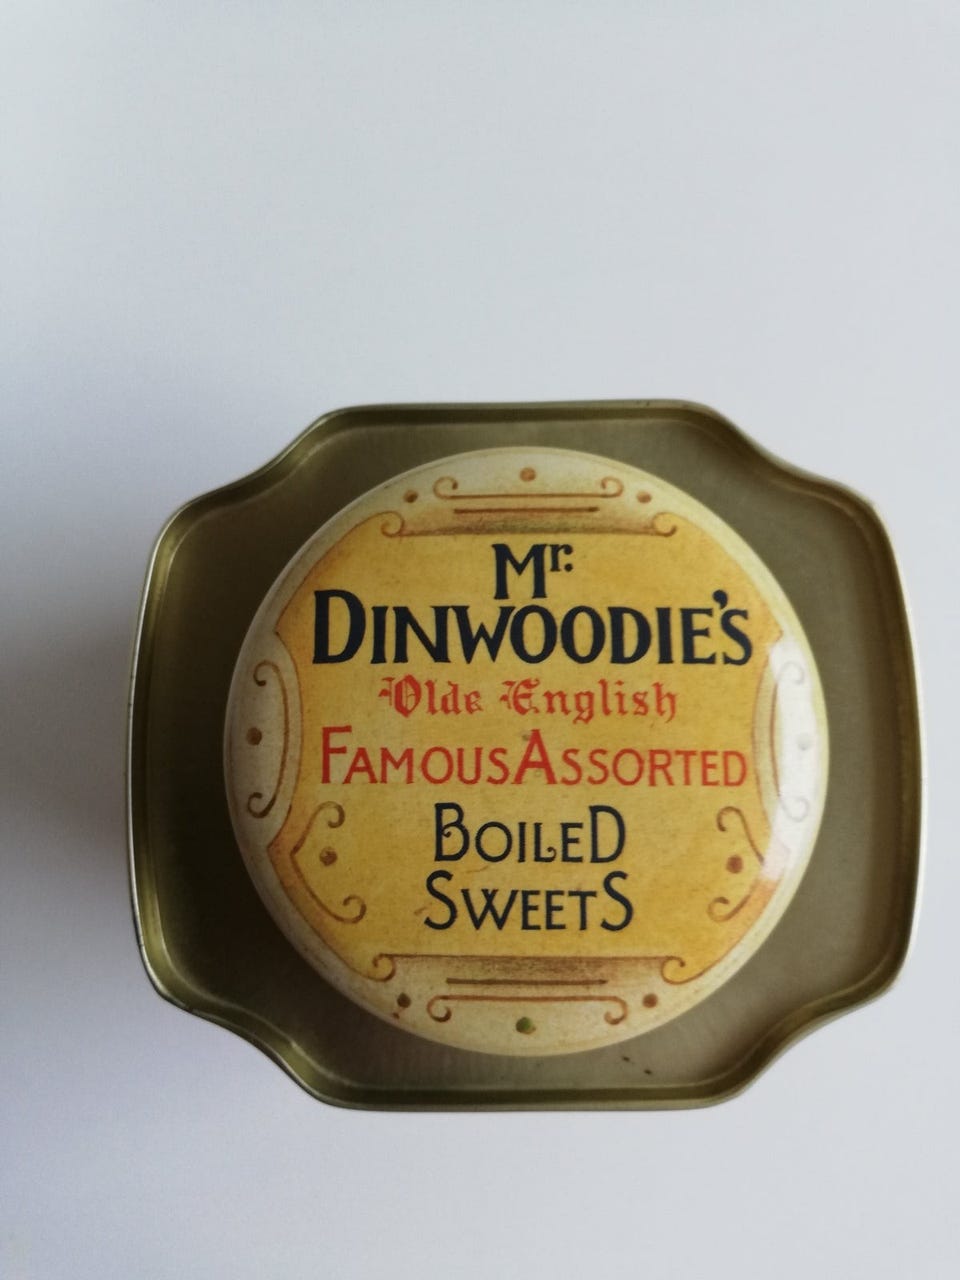 Mr.
DINWOODIE'S
Olde English
FAMOUS ASSORTED
BOILED
SWEETS